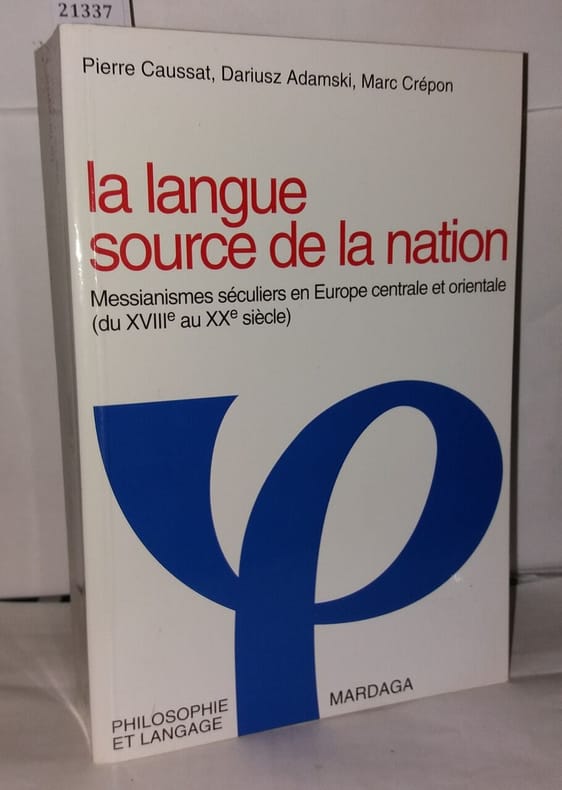 21337
Pierre Caussat, Dariusz Adamski, Marc Crépon
la langue
source de la nation
Messianismes séculiers en Europe centrale et orientale
(du XVIIIe au XXe siècle)
PHILOSOPHIE
ET LANGAGE
MARDAGA